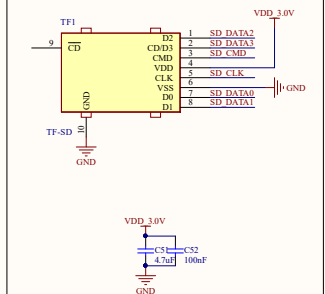 VDD_3.0V
TF1
9
CD
D2 1 SD_DATA2
CD/D3 2 SD_DATA3
CMD 3 SD_CMD
VDD 4
CLK 5 SD_CLK
VSS 6
GND
D0 7 SD_DATA0
D1 8 SD_DATA1
GND
TF-SD
10
GND
VDD_3.0V
C51 C52
4.7uF 100nF
GND